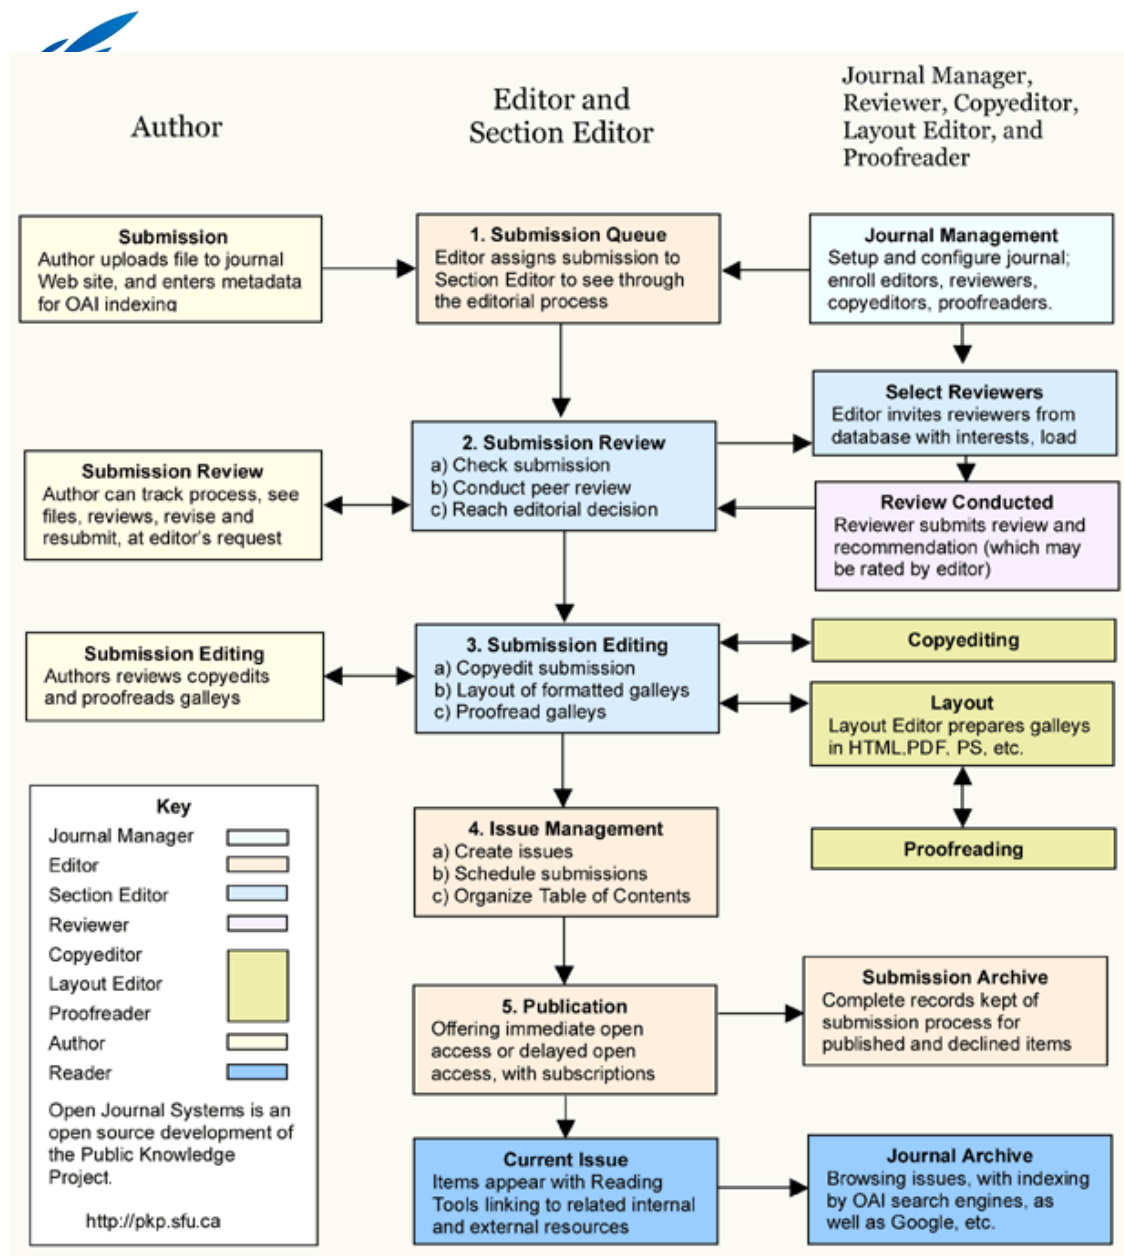 Author
Editor and
Section Editor
Journal Manager,
Reviewer, Copyeditor,
Layout Editor, and
Proofreader
Submission
Author uploads file to journal
Web site, and enters metadata
for OAI indexing
1. Submission Queue
Editor assigns submission to
Section Editor to see through
the editorial process
Journal Management
Setup and configure journal;
enroll editors, reviewers,
copyeditors, proofreaders.
Select Reviewers
Editor invites reviewers from
database with interests, load
2. Submission Review
a) Check submission
b) Conduct peer review
c) Reach editorial decision
Submission Review
Author can track process, see
files, reviews, revise and
resubmit, at editor's request
Review Conducted
Reviewer submits review and
recommendation (which may
be rated by editor)
3. Submission Editing
a) Copyedit submission
b) Layout of formatted galleys
c) Proofread galleys
Submission Editing
Authors reviews copyedits
and proofreads galleys
Copyediting
Layout
Layout Editor prepares galleys
in HTML,PDF, PS, etc.
Proofreading
4. Issue Management
a) Create issues
b) Schedule submissions
c) Organize Table of Contents
5. Publication
Offering immediate open
access or delayed open
access, with subscriptions
Submission Archive
Complete records kept of
submission process for
published and declined items
Current Issue
Items appear with Reading
Tools linking to related internal
and external resources
Journal Archive
Browsing issues, with indexing
by OAI search engines, as
well as Google, etc.
Key
Journal Manager
Editor
Section Editor
Reviewer
Copyeditor
Layout Editor
Proofreader
Author
Reader
Open Journal Systems is an
open source development of
the Public Knowledge
Project.
http://pkp.sfu.ca